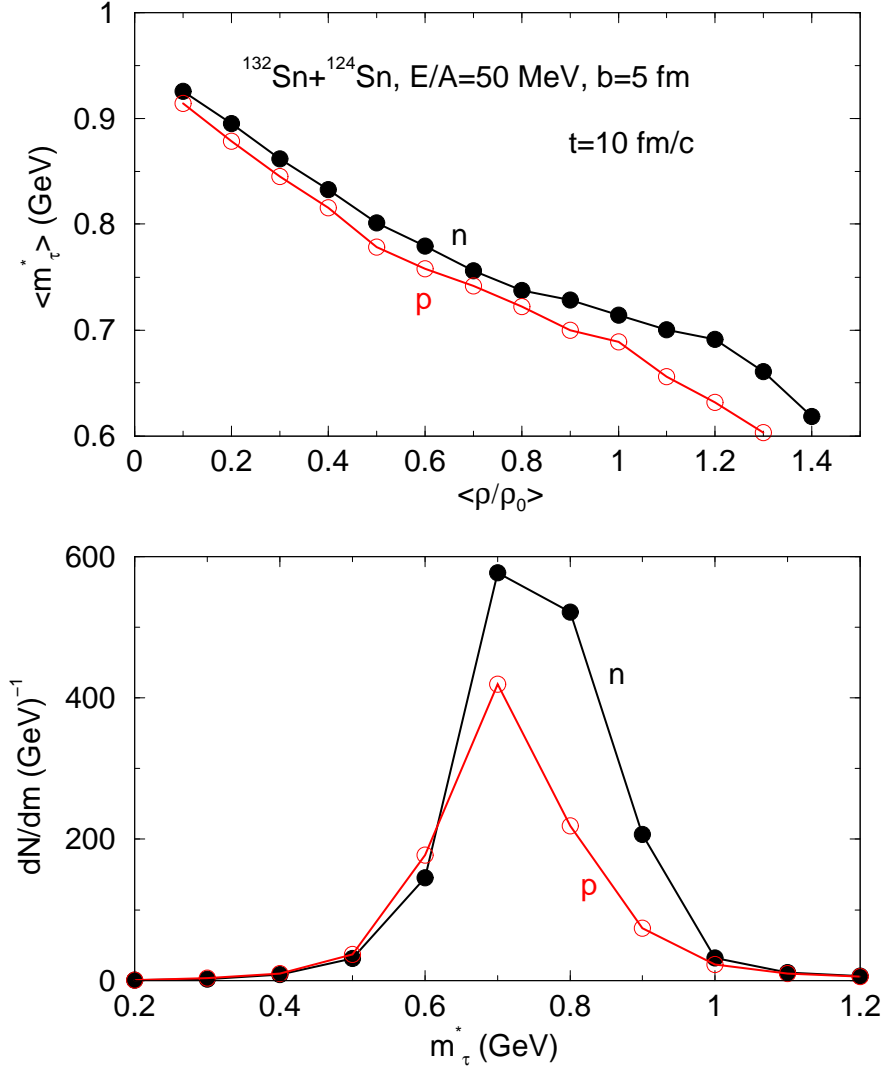 1
0.9
0.8
0.7
0.6
<m*τ> (GeV)
¹³²Sn+¹²⁴Sn, E/A=50 MeV, b=5 fm
t=10 fm/c
n
p
0 0.2 0.4 0.6 0.8 1 1.2 1.4
<ρ/ρ₀>
600
400
200
0
dN/dm (GeV)⁻¹
n
p
0.2 0.4 0.6 0.8 1 1.2
m*τ (GeV)